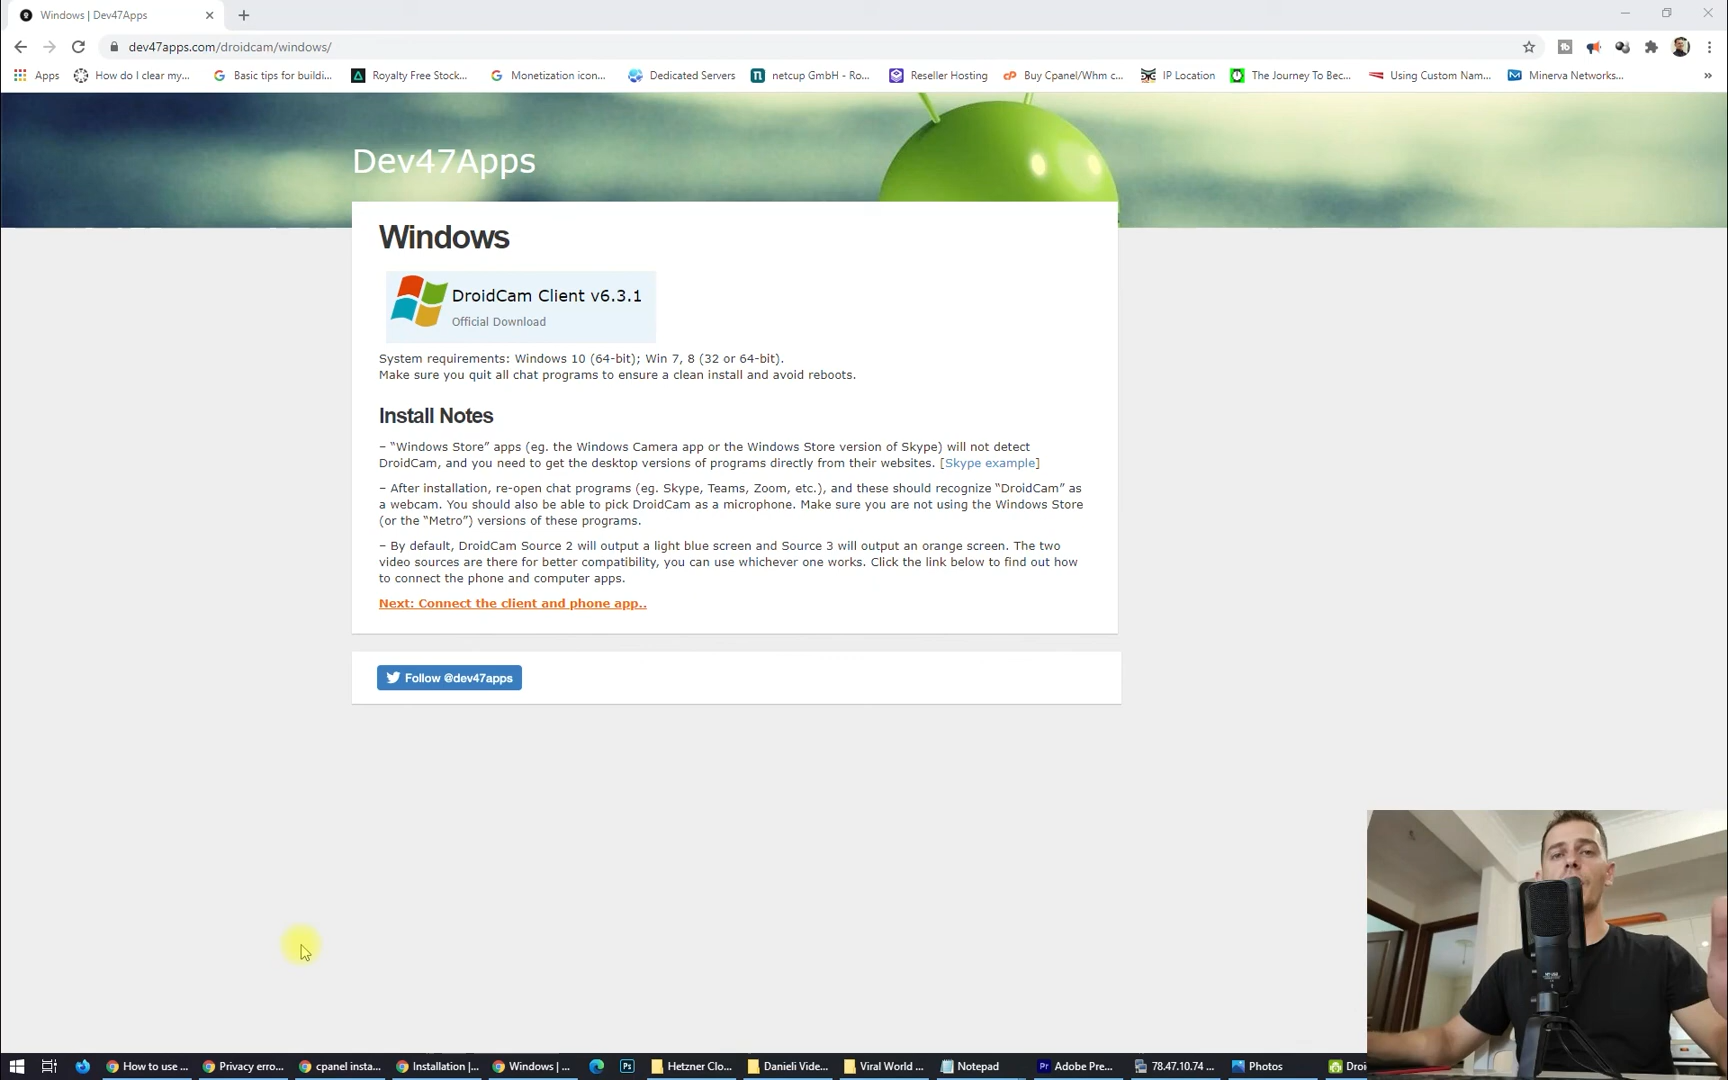 Windows | Dev47Apps
dev47apps.com/droidcam/windows/
Apps
How do I clear my...
Basic tips for buildi...
Royalty Free Stock...
Monetization icon...
Dedicated Servers
netcup GmbH - Ro...
Reseller Hosting
Buy Cpanel/Whm c...
IP Location
The Journey To Bec...
Using Custom Nam...
Minerva Networks...
Dev47Apps
Windows
DroidCam Client v6.3.1
Official Download
System requirements: Windows 10 (64-bit); Win 7, 8 (32 or 64-bit).
Make sure you quit all chat programs to ensure a clean install and avoid reboots.
Install Notes
– “Windows Store” apps (eg. the Windows Camera app or the Windows Store version of Skype) will not detect
DroidCam, and you need to get the desktop versions of programs directly from their websites. [Skype example]
– After installation, re-open chat programs (eg. Skype, Teams, Zoom, etc.), and these should recognize “DroidCam” as
a webcam. You should also be able to pick DroidCam as a microphone. Make sure you are not using the Windows Store
(or the “Metro”) versions of these programs.
– By default, DroidCam Source 2 will output a light blue screen and Source 3 will output an orange screen. The two
video sources are there for better compatibility, you can use whichever one works. Click the link below to find out how
to connect the phone and computer apps.
Next: Connect the client and phone app..
Follow @dev47apps
How to use ...
Privacy erro...
cpanel insta...
Installation |...
Windows | ...
Ps
Hetzner Clo...
Danieli Vide...
Viral World ...
Notepad
Pr
Adobe Pre...
78.47.10.74 ...
Photos
Droi